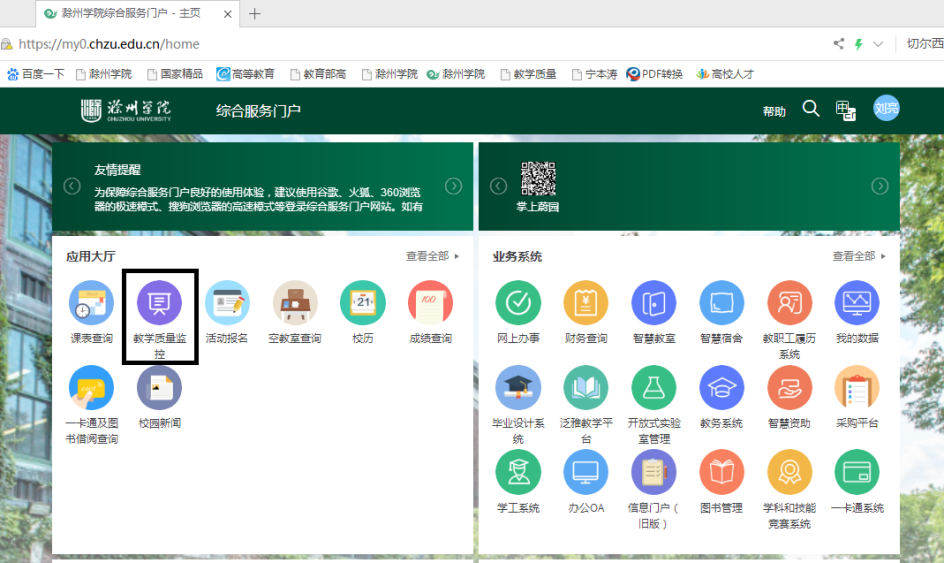 滁州学院综合服务门户 - 主页
https://my0.chzu.edu.cn/home
切尔西
百度一下 滁州学院 国家精品 高等教育 教育部高 滁州学院 滁州学院 教学质量 宁本涛 PDF转换 高校人才
滁州学院 CHUZHOU UNIVERSITY 综合服务门户 帮助 刘亮
友情提醒
为保障综合服务门户良好的使用体验，建议使用谷歌、火狐、360浏览
器的极速模式、搜狗浏览器的高速模式等登录综合服务门户网站。如有
掌上蔚园
应用大厅 查看全部
21 100
课表查询 教学质量监 活动报名 空教室查询 校历 成绩查询
控
一卡通及图 校园新闻
书借阅查询
业务系统 查看全部
网上办事 财务查询 智慧教室 智慧宿舍 教职工履历 我的数据
系统
毕业设计系 泛雅教学平 开放式实验 教务系统 智慧资助 采购平台
统 台 室管理
学工系统 办公OA 信息门户（ 图书管理 学科和技能 一卡通系统
旧版） 竞赛系统